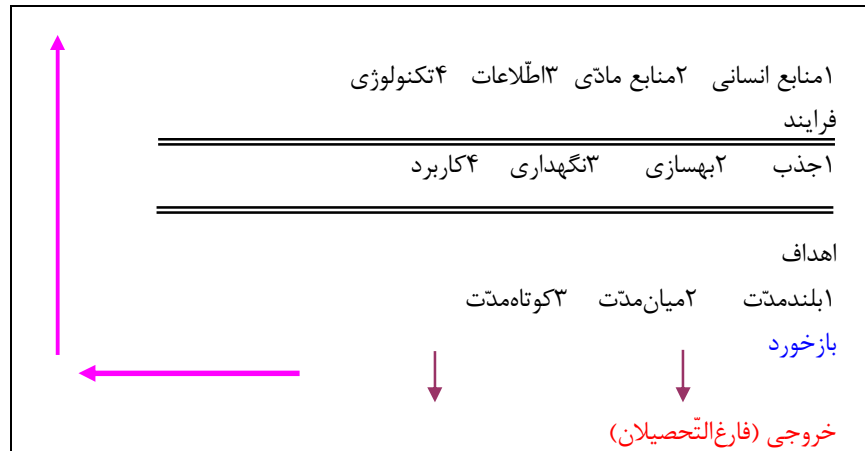 ۱منابع انسانی ۲منابع مادّی ۳اطّلاعات ۴تکنولوژی
فرایند
۱جذب ۲بهسازی ۳نگهداری ۴کاربرد
اهداف
۱بلندمدّت ۲میان‌مدّت ۳کوتاه‌مدّت
بازخورد
خروجی (فارغ‌التّحصیلان)